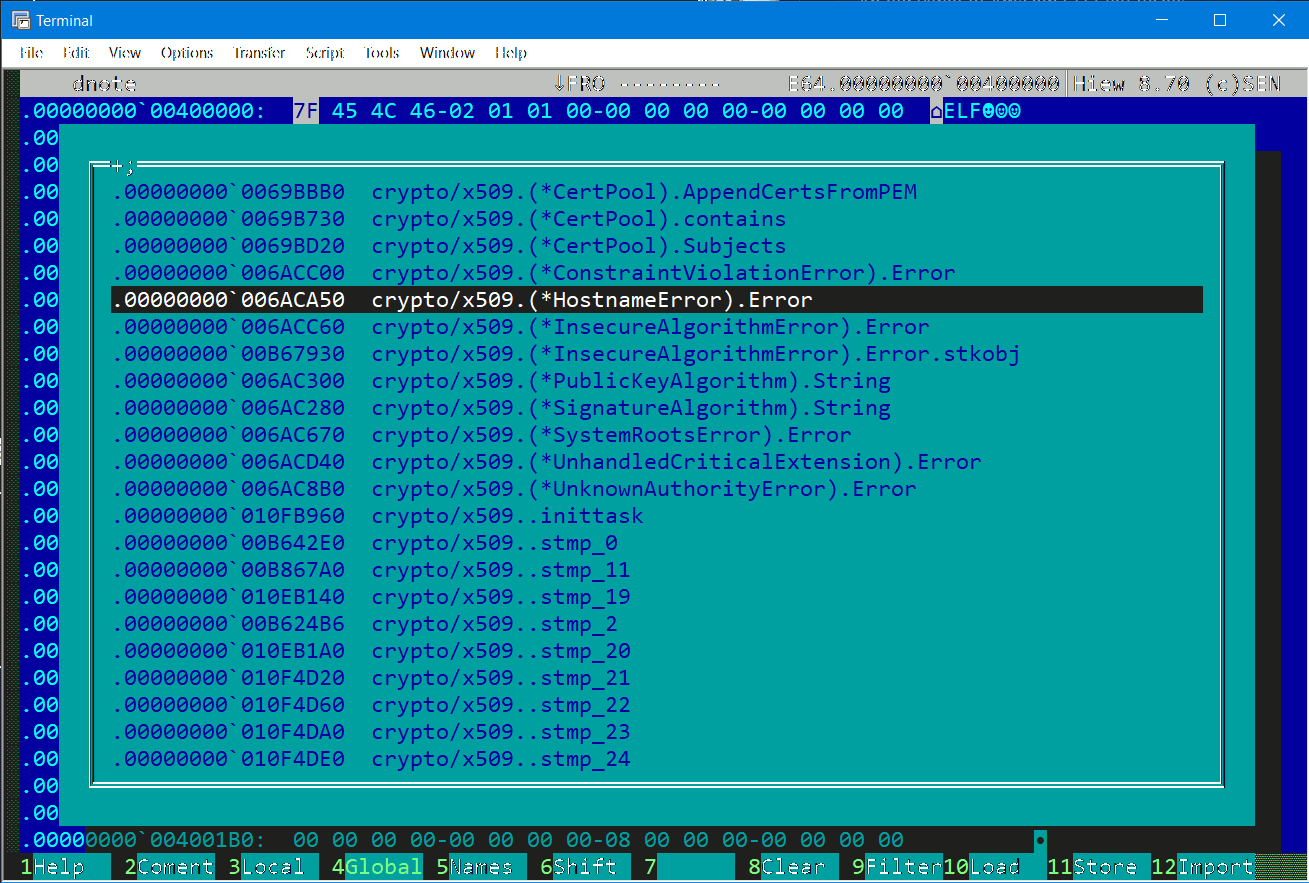 Terminal
File Edit View Options Transfer Script Tools Window Help
dnote ↓FRO -------- E64.00000000`00400000 Hiew 8.70 (c)SEN
.00000000`00400000: 7F 45 4C 46-02 01 01 00-00 00 00 00-00 00 00 00 ⌂ELF☻☺☺
.00
.00 +;
.00 .00000000`0069BBB0 crypto/x509.(*CertPool).AppendCertsFromPEM
.00 .00000000`0069B730 crypto/x509.(*CertPool).contains
.00 .00000000`0069BD20 crypto/x509.(*CertPool).Subjects
.00 .00000000`006ACC00 crypto/x509.(*ConstraintViolationError).Error
.00 .00000000`006ACA50 crypto/x509.(*HostnameError).Error
.00 .00000000`006ACC60 crypto/x509.(*InsecureAlgorithmError).Error
.00 .00000000`00B67930 crypto/x509.(*InsecureAlgorithmError).Error.stkobj
.00 .00000000`006AC300 crypto/x509.(*PublicKeyAlgorithm).String
.00 .00000000`006AC280 crypto/x509.(*SignatureAlgorithm).String
.00 .00000000`006AC670 crypto/x509.(*SystemRootsError).Error
.00 .00000000`006ACD40 crypto/x509.(*UnhandledCriticalExtension).Error
.00 .00000000`006AC8B0 crypto/x509.(*UnknownAuthorityError).Error
.00 .00000000`010FB960 crypto/x509..inittask
.00 .00000000`00B642E0 crypto/x509..stmp_0
.00 .00000000`00B867A0 crypto/x509..stmp_11
.00 .00000000`010EB140 crypto/x509..stmp_19
.00 .00000000`00B624B6 crypto/x509..stmp_2
.00 .00000000`010EB1A0 crypto/x509..stmp_20
.00 .00000000`010F4D20 crypto/x509..stmp_21
.00 .00000000`010F4D60 crypto/x509..stmp_22
.00 .00000000`010F4DA0 crypto/x509..stmp_23
.00 .00000000`010F4DE0 crypto/x509..stmp_24
.00
.00
.00000000`004001B0: 00 00 00 00-00 00 00 00-08 00 00 00-00 00 00 00 •
1Help 2Coment 3Local 4Global 5Names 6Shift 7 8Clear 9Filter 10Load 11Store 12Import